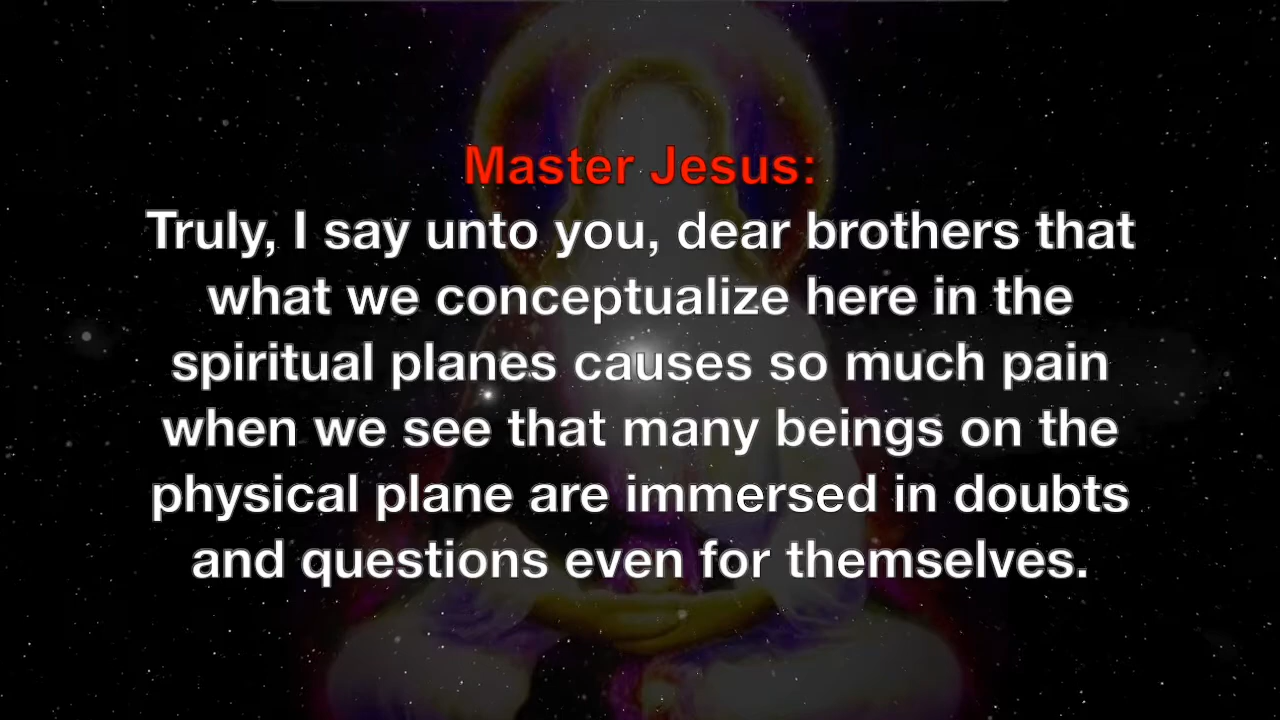 Master Jesus:
Truly, I say unto you, dear brothers that
what we conceptualize here in the
spiritual planes causes so much pain
when we see that many beings on the
physical plane are immersed in doubts
and questions even for themselves.